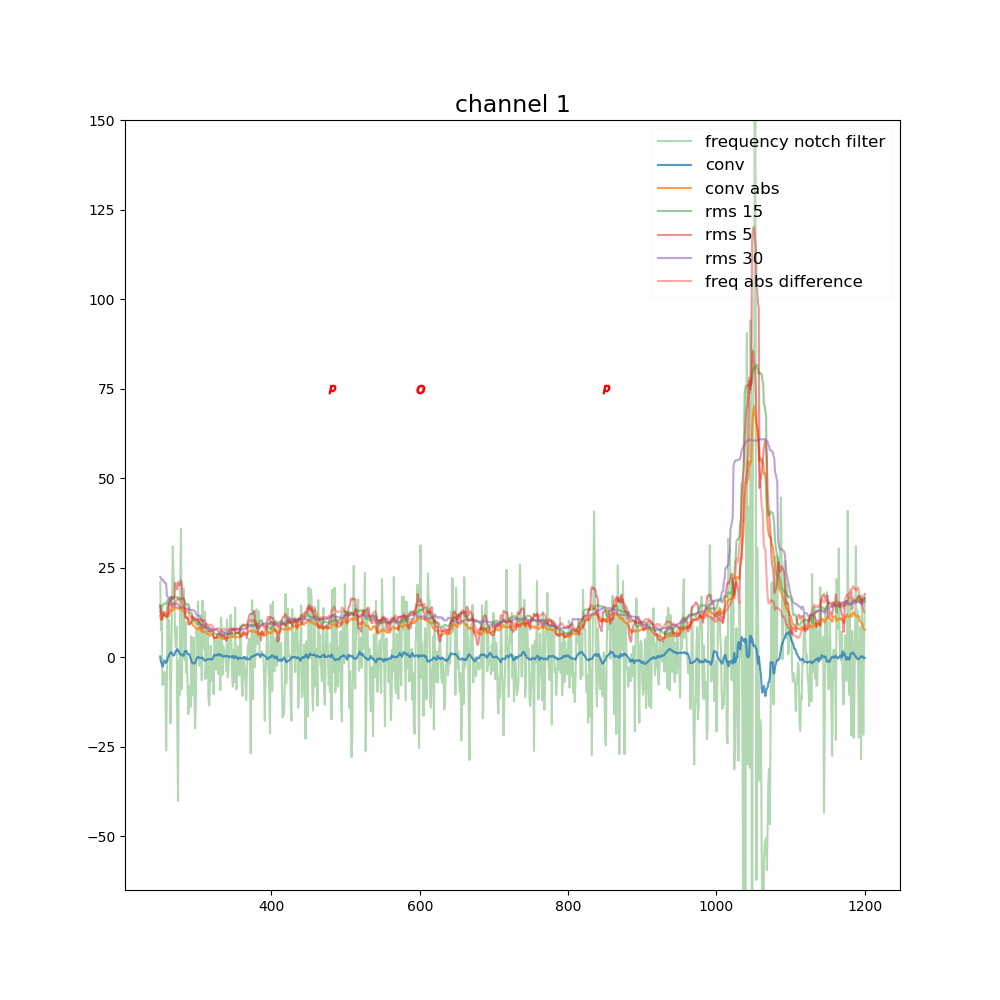 channel 1
150
125
100
75
50
25
0
−25
−50
frequency notch filter
conv
conv abs
rms 15
rms 5
rms 30
freq abs difference
p o p
400 600 800 1000 1200